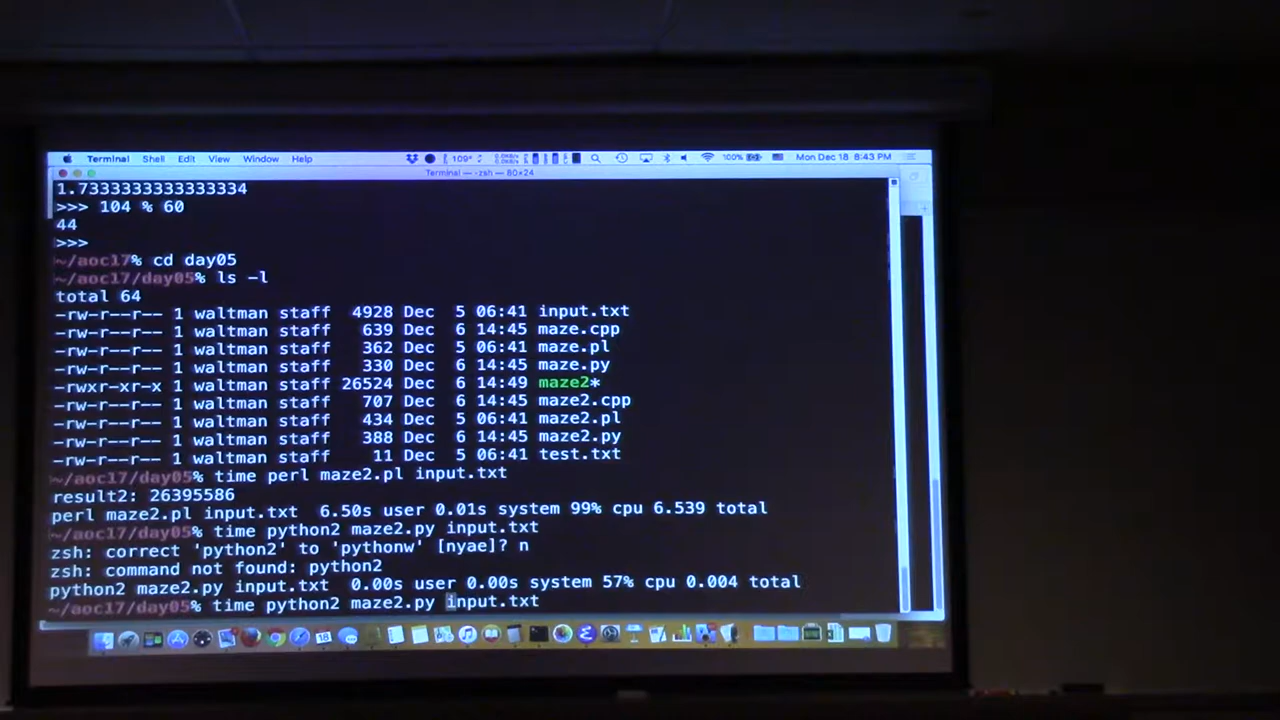 Terminal Shell Edit View Window Help 109° 100% Mon Dec 18 8:43 PM
Terminal — -zsh — 80×24
1.7333333333333334
>>> 104 % 60
44
>>>
~/aoc17% cd day05
~/aoc17/day05% ls -l
total 64
-rw-r--r-- 1 waltman staff 4928 Dec 5 06:41 input.txt
-rw-r--r-- 1 waltman staff 639 Dec 6 14:45 maze.cpp
-rw-r--r-- 1 waltman staff 362 Dec 5 06:41 maze.pl
-rw-r--r-- 1 waltman staff 330 Dec 6 14:45 maze.py
-rwxr-xr-x 1 waltman staff 26524 Dec 6 14:49 maze2*
-rw-r--r-- 1 waltman staff 707 Dec 6 14:45 maze2.cpp
-rw-r--r-- 1 waltman staff 434 Dec 5 06:41 maze2.pl
-rw-r--r-- 1 waltman staff 388 Dec 6 14:45 maze2.py
-rw-r--r-- 1 waltman staff 11 Dec 5 06:41 test.txt
~/aoc17/day05% time perl maze2.pl input.txt
result2: 26395586
perl maze2.pl input.txt 6.50s user 0.01s system 99% cpu 6.539 total
~/aoc17/day05% time python2 maze2.py input.txt
zsh: correct 'python2' to 'pythonw' [nyae]? n
zsh: command not found: python2
python2 maze2.py input.txt 0.00s user 0.00s system 57% cpu 0.004 total
~/aoc17/day05% time python2 maze2.py input.txt